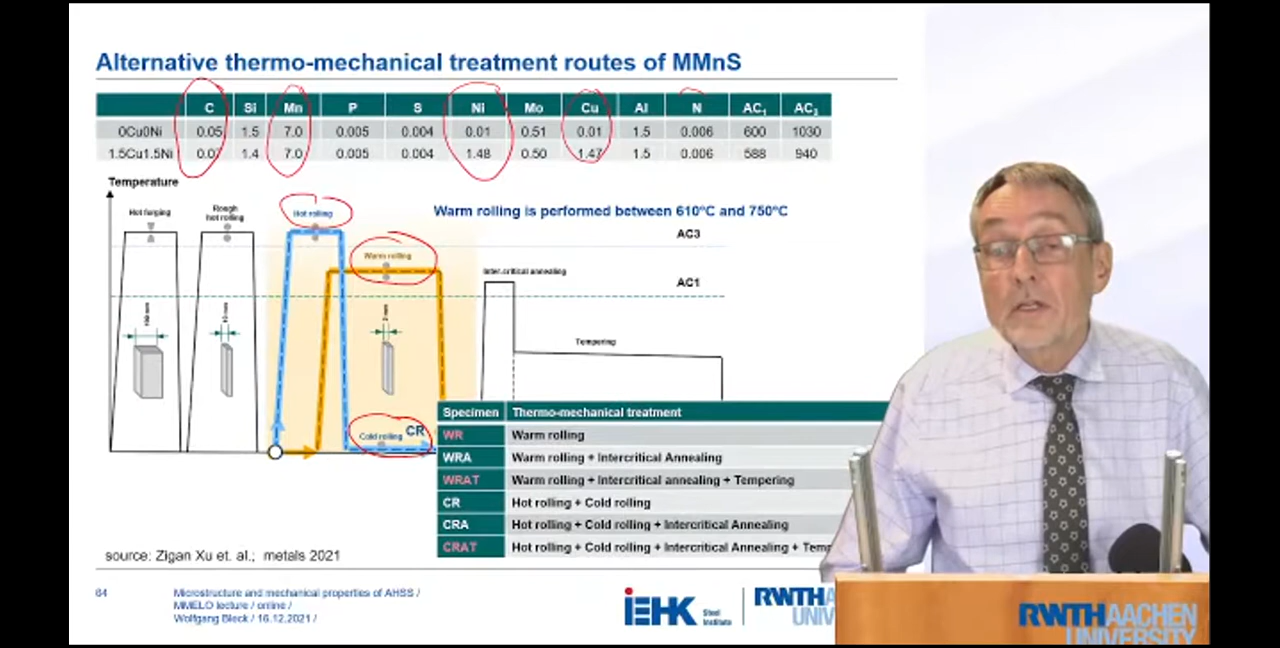 Alternative thermo-mechanical treatment routes of MMnS
C Si Mn P S Ni Mo Cu Al N AC1 AC3
0Cu0Ni 0.05 1.5 7.0 0.005 0.004 0.01 0.51 0.01 1.5 0.006 600 1030
1.5Cu1.5Ni 0.07 1.4 7.0 0.005 0.004 1.48 0.50 1.47 1.5 0.006 588 940
Temperature
Hot forging
Rough
hot rolling
Hot rolling
Warm rolling is performed between 610°C and 750°C
AC3
Warm rolling
Inter.critical annealing
AC1
Tempering
Cold rolling CR
Specimen Thermo-mechanical treatment
WR Warm rolling
WRA Warm rolling + Intercritical Annealing
WRAT Warm rolling + Intercritical annealing + Tempering
CR Hot rolling + Cold rolling
CRA Hot rolling + Cold rolling + Intercritical Annealing
CRAT Hot rolling + Cold rolling + Intercritical Annealing + Temp
source: Zigan Xu et. al.; metals 2021
64
Microstructure and mechanical properties of AHSS /
MMELO lecture / online /
Wolfgang Bleck / 16.12.2021 /
iEHK Steel
Institute
RWTHA
UNIV
RWTHAACHEN
UNIVERSITY